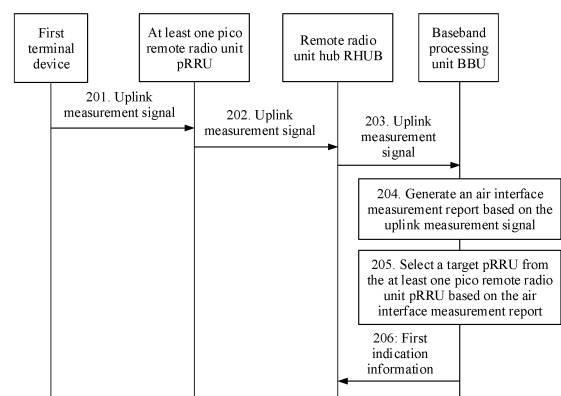 First
terminal
device
At least one pico
remote radio unit
pRRU
Remote radio
unit hub RHUB
Baseband
processing
unit BBU
201. Uplink
measurement signal
202. Uplink
measurement signal
203. Uplink
measurement
signal
204. Generate an air interface
measurement report based on the
uplink measurement signal
205. Select a target pRRU from
the at least one pico remote radio
unit pRRU based on the air
interface measurement report
206: First
indication
information